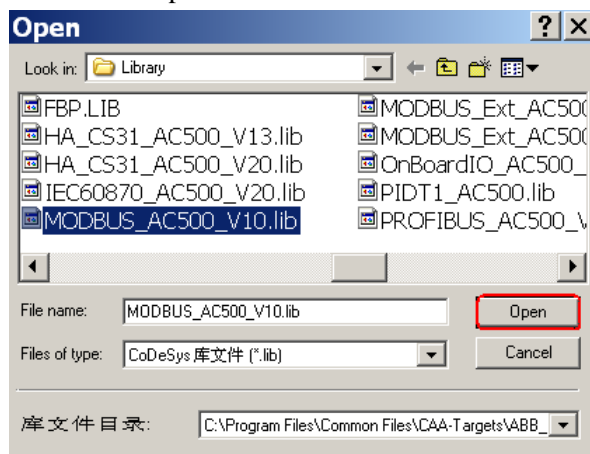 Open
Look in: Library
FBP.LIB
HA_CS31_AC500_V13.lib
HA_CS31_AC500_V20.lib
IEC60870_AC500_V20.lib
MODBUS_AC500_V10.lib
MODBUS_Ext_AC500
MODBUS_Ext_AC500
OnBoardIO_AC500_
PIDT1_AC500.lib
PROFIBUS_AC500_V
File name: MODBUS_AC500_V10.lib Open
Files of type: CoDeSys 库文件 (*.lib) Cancel
库文件目录: C:\Program Files\Common Files\CAA-Targets\ABB_